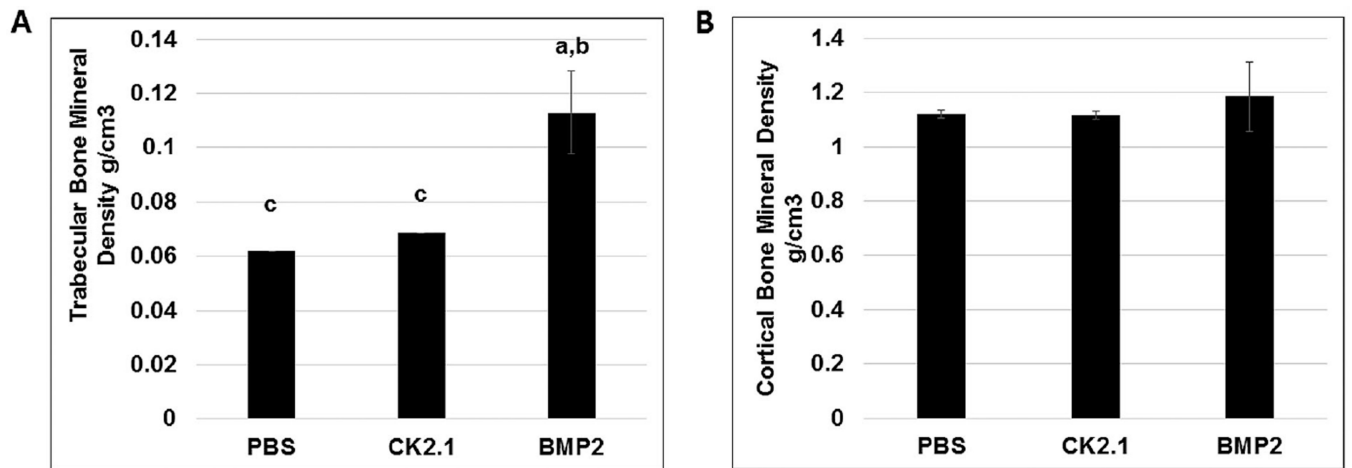 A
Trabecular Bone Mineral
Density g/cm3
0.14
0.12
0.1
0.08
0.06
0.04
0.02
0
c
c
a,b
PBS CK2.1 BMP2
B
Cortical Bone Mineral Density
g/cm3
1.4
1.2
1
0.8
0.6
0.4
0.2
0
PBS CK2.1 BMP2